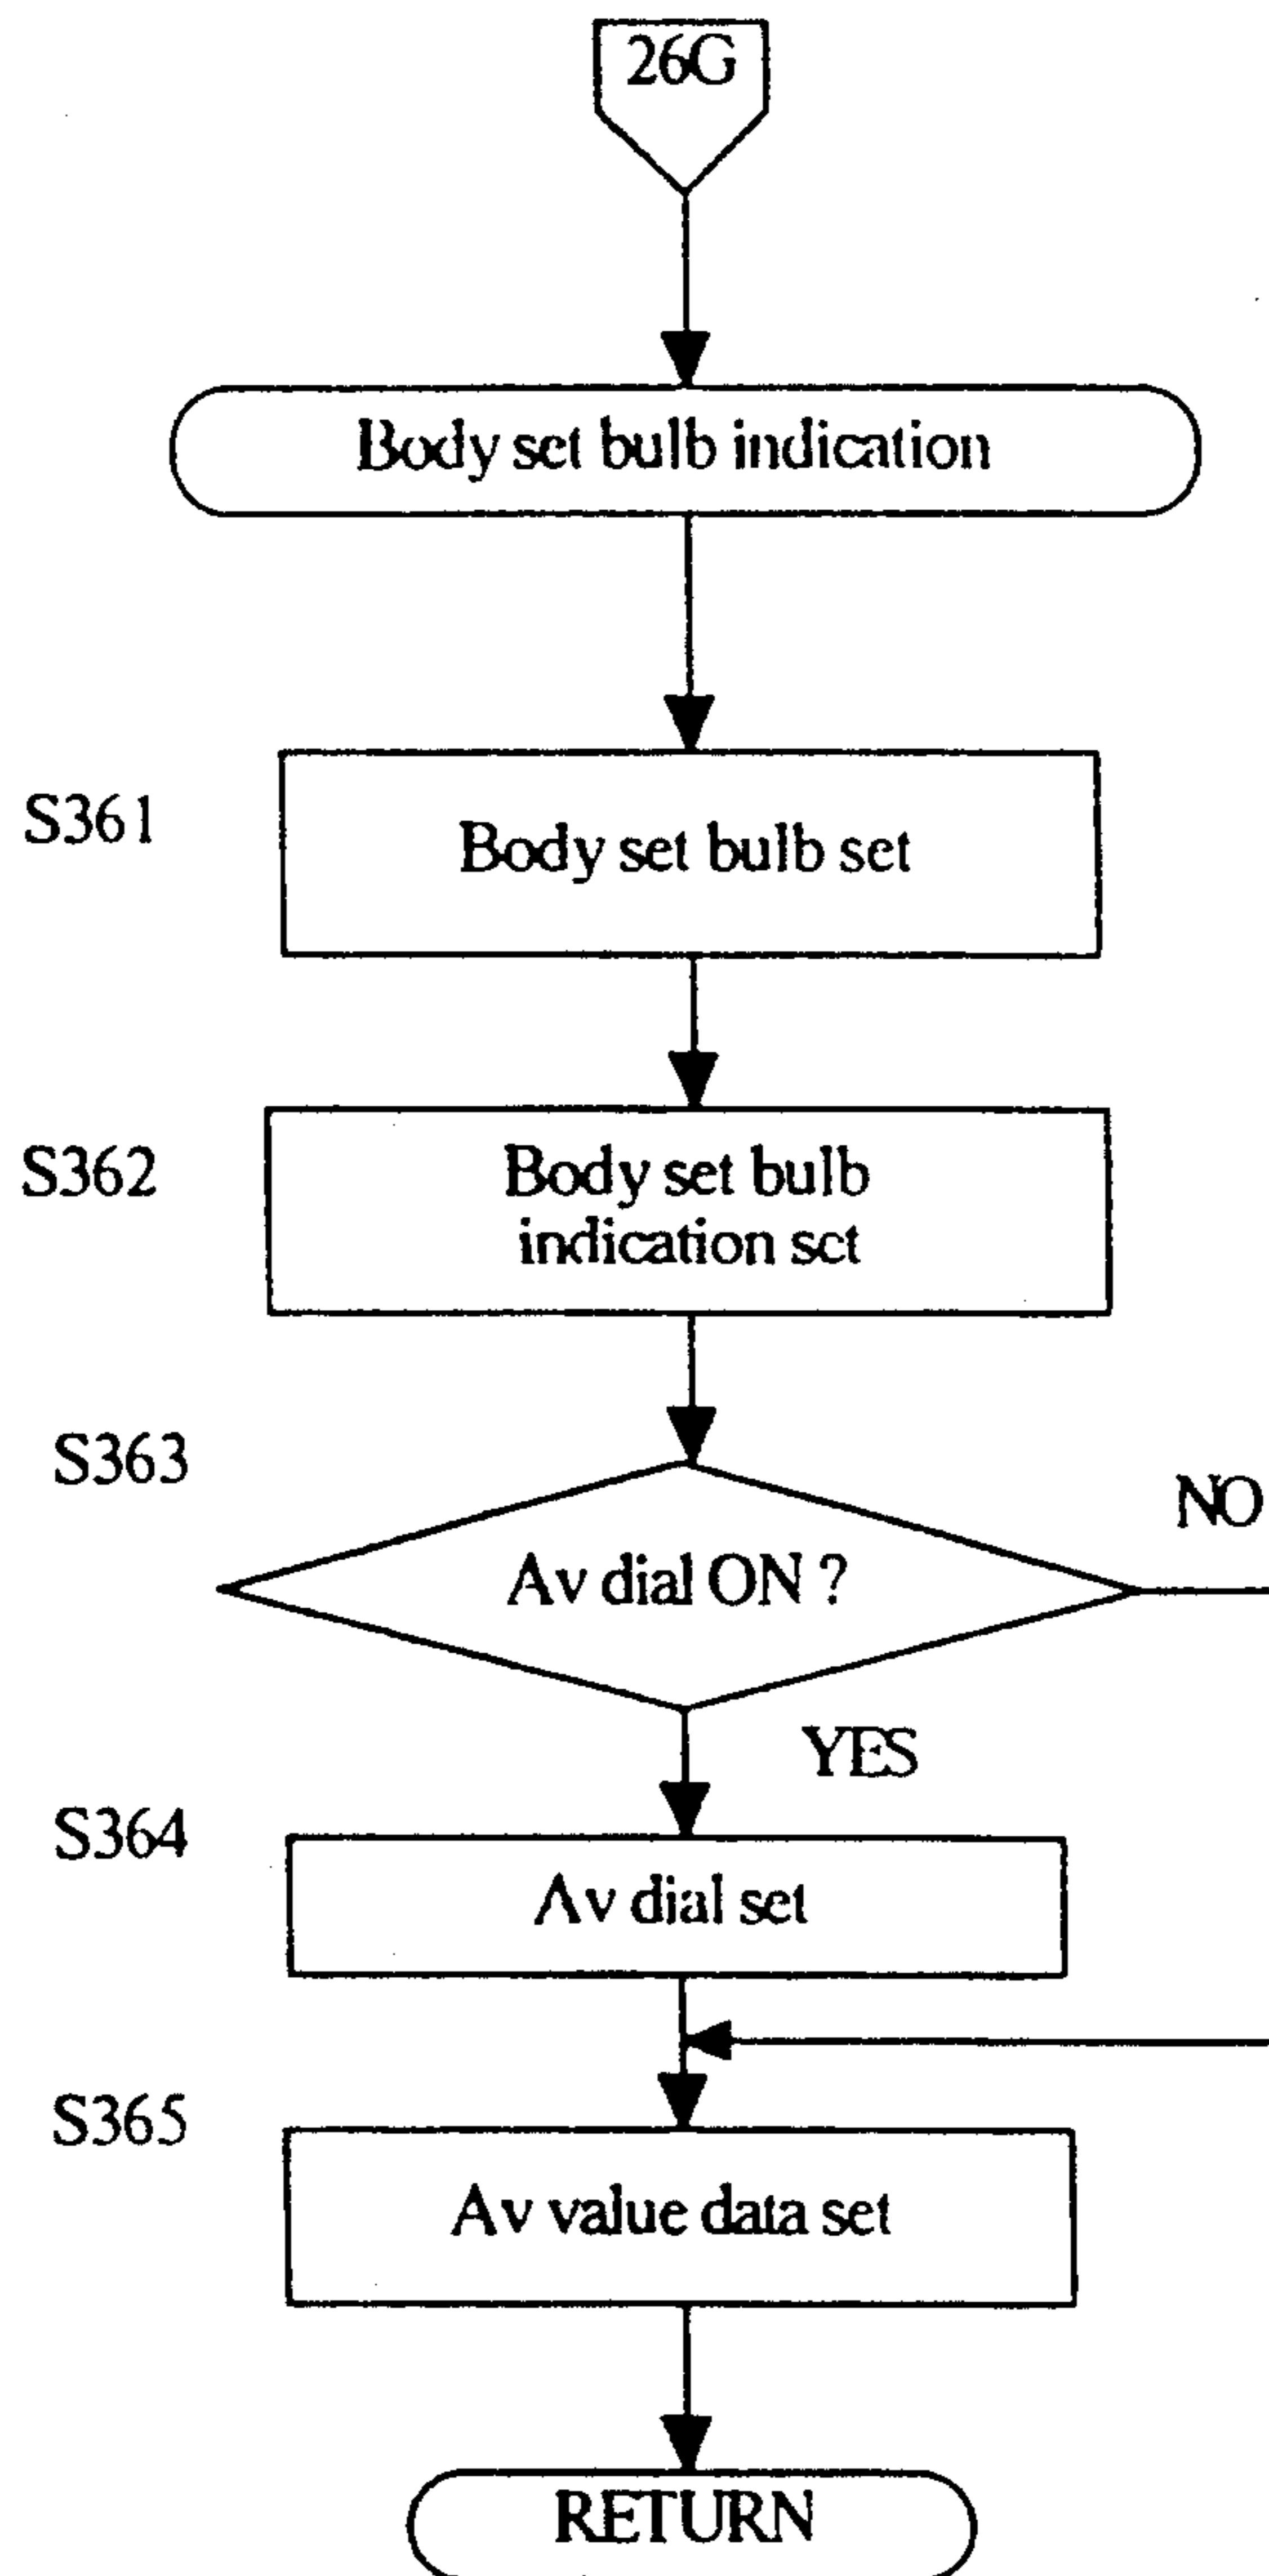 26G
Body set bulb indication
S361
Body set bulb set
S362
Body set bulb
indication set
S363
NO
Av dial ON ?
YES
S364
Av dial set
S365
Av value data set
RETURN